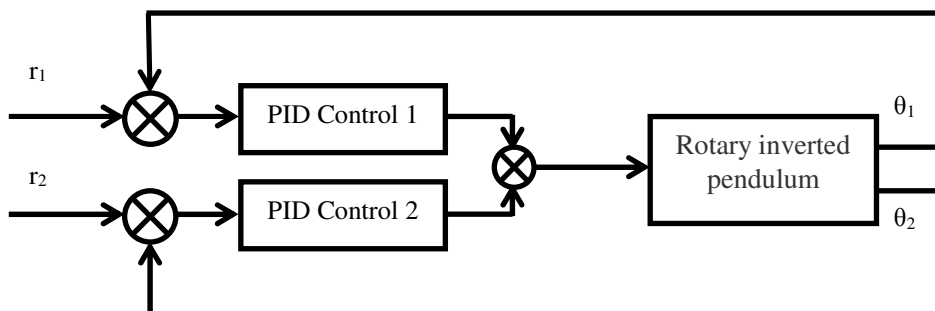 r₁
PID Control 1
θ₁
Rotary inverted
pendulum
r₂
PID Control 2
θ₂